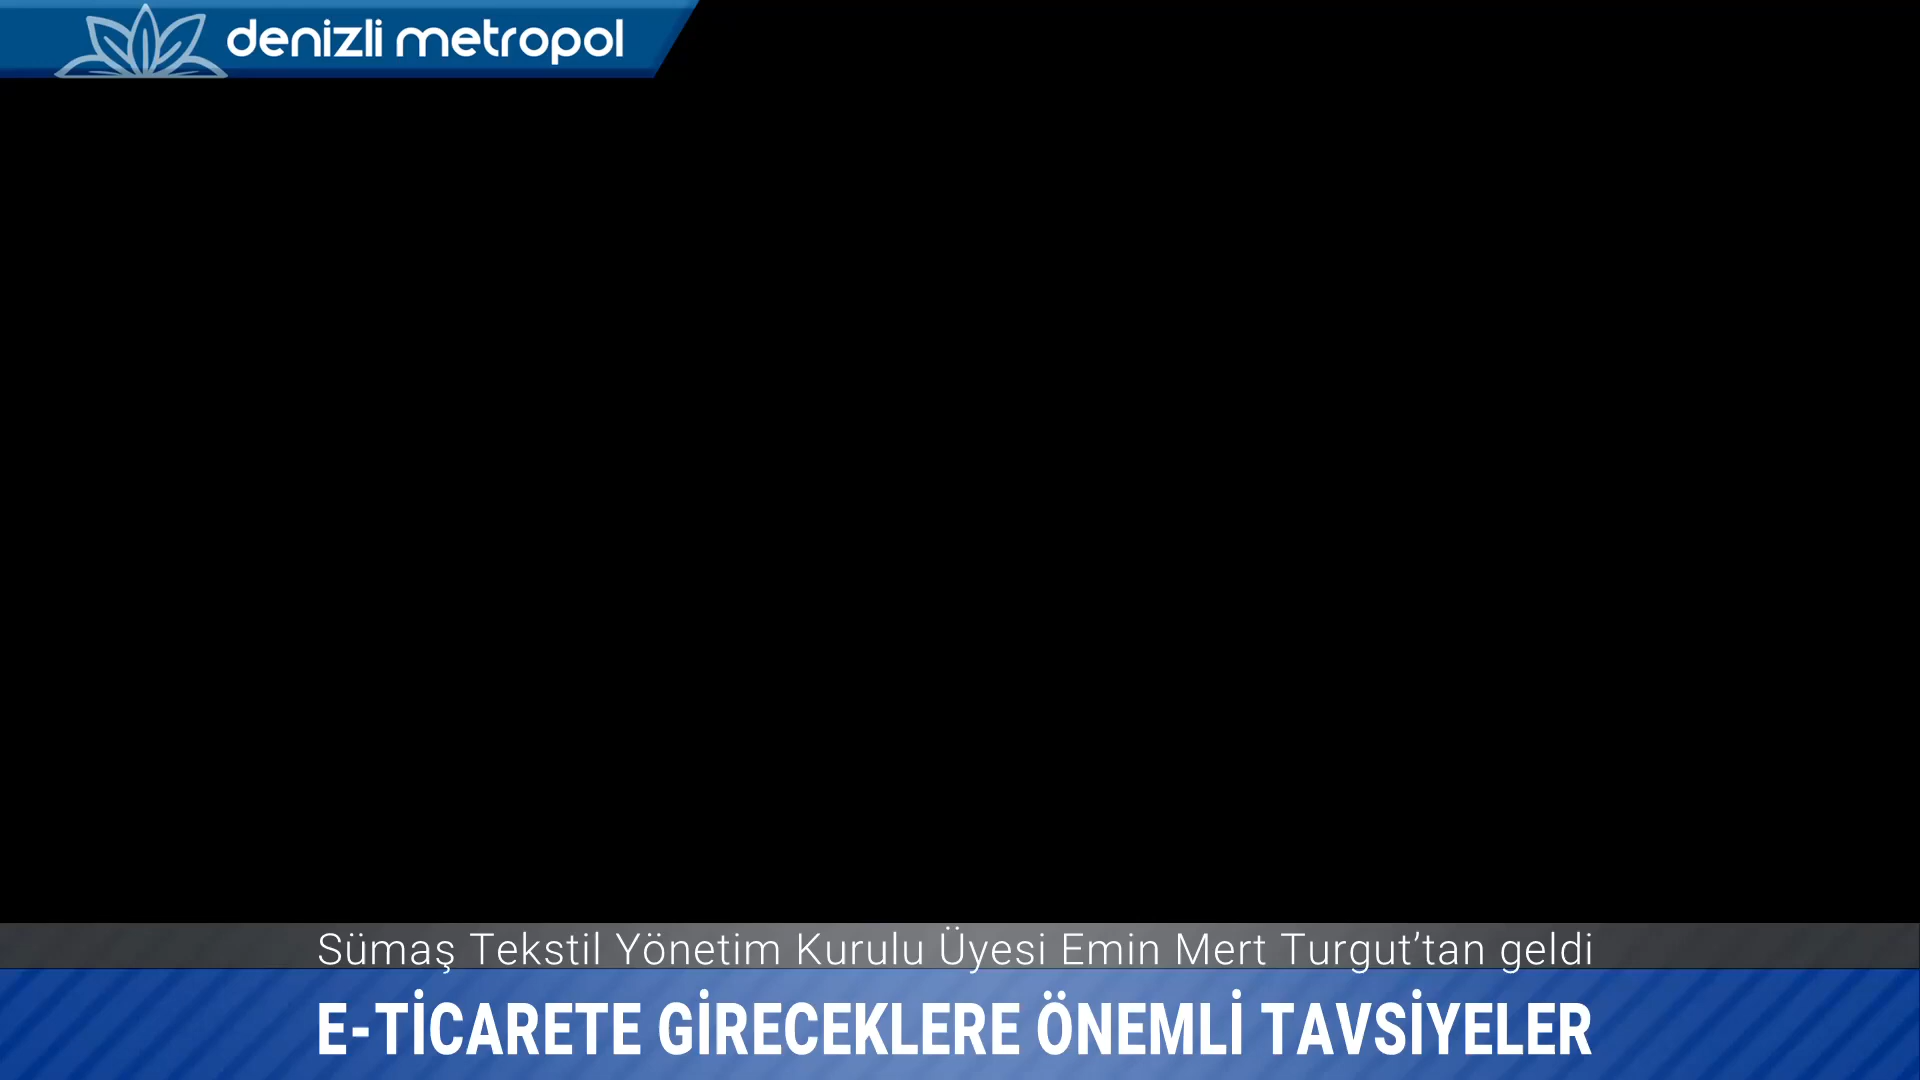 denizli metropol
Sümaş Tekstil Yönetim Kurulu Üyesi Emin Mert Turgut’tan geldi
E-TİCARETE GİRECEKLERE ÖNEMLİ TAVSİYELER